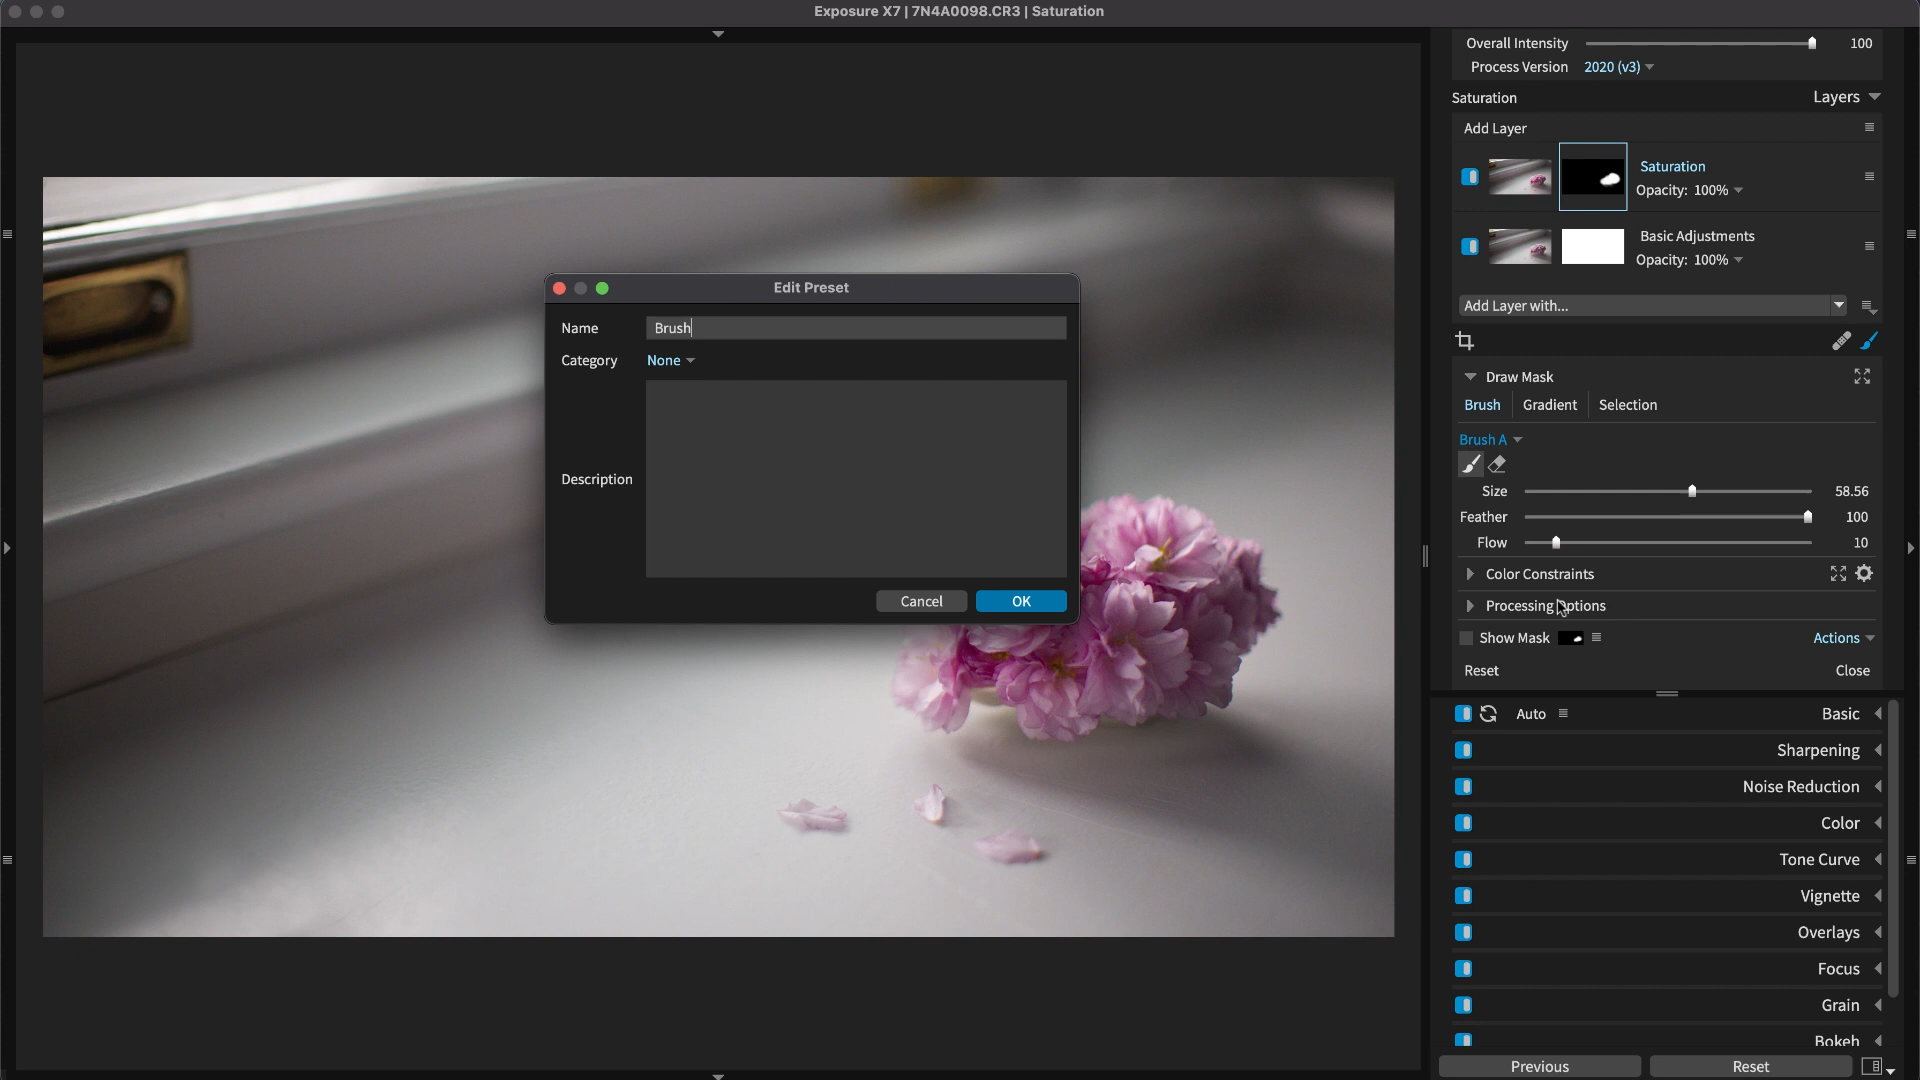 Exposure X7 | 7N4A0098.CR3 | Saturation
Overall Intensity 100
Process Version 2020 (v3)
Saturation Layers
Add Layer
Saturation
Opacity: 100%
Basic Adjustments
Opacity: 100%
Add Layer with...
Draw Mask
Brush Gradient Selection
Brush A
Size 58.56
Feather 100
Flow 10
Color Constraints
Processing Options
Show Mask Actions
Reset Close
Edit Preset
Name Brush
Category None
Description
Cancel OK
Auto Basic
Sharpening
Noise Reduction
Color
Tone Curve
Vignette
Overlays
Focus
Grain
Bokeh
Previous Reset